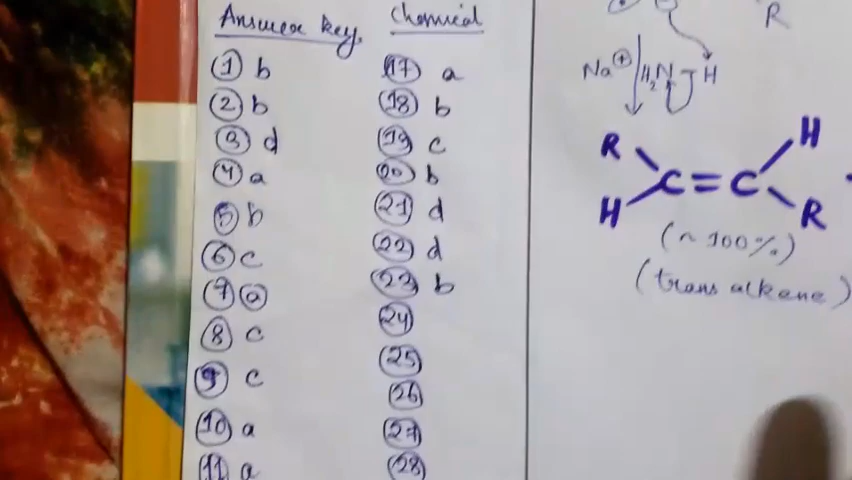 Answer key, Chemical
1 b
2 b
3 d
4 a
5 b
6 c
7 a
8 c
9 c
10 a
11 a
17 a
18 b
19 c
20 b
21 d
22 d
23 b
24
25
26
27
28
R
Na⊕ H₂N–H
R H
C=C
H R
(~100%)
(trans alkene)